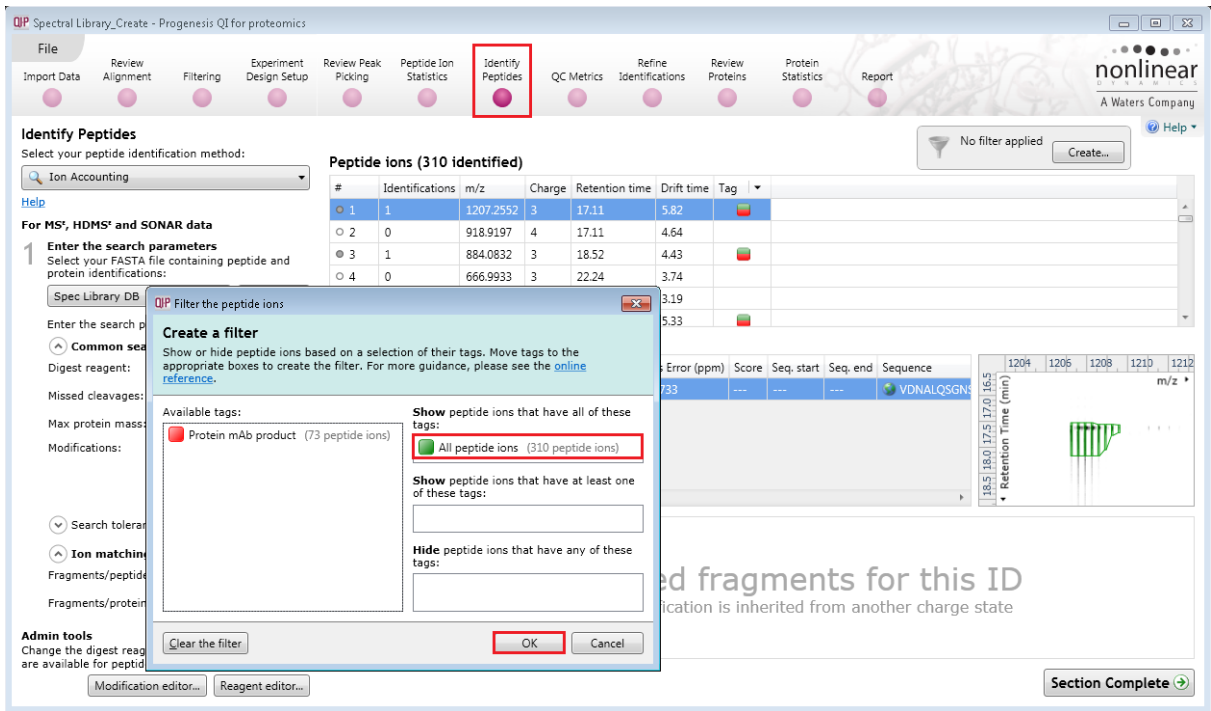 QIP Spectral Library_Create - Progenesis QI for proteomics
File
Import Data
Review
Alignment
Filtering
Experiment
Design Setup
Review Peak
Picking
Peptide Ion
Statistics
Identify
Peptides
QC Metrics
Refine
Identifications
Review
Proteins
Protein
Statistics
Report
nonlinear
DYNAMICS
A Waters Company
Identify Peptides
Select your peptide identification method:
Ion Accounting
Help
For MSᴱ, HDMSᴱ and SONAR data
1 Enter the search parameters
Select your FASTA file containing peptide and
protein identifications:
Spec Library DB
Enter the search p
Common sea
Digest reagent:
Missed cleavages:
Max protein mass:
Modifications:
Search toleran
Ion matching
Fragments/peptide
Fragments/protein
Admin tools
Change the digest reag
are available for peptid
Modification editor... Reagent editor...
Peptide ions (310 identified)
No filter applied
Create...
Help
# Identifications m/z Charge Retention time Drift time Tag
1 1 1207.2552 3 17.11 5.82
2 0 918.9197 4 17.11 4.64
3 1 884.0832 3 18.52 4.43
4 0 666.9933 3 22.24 3.74
3.19
5.33
QIP Filter the peptide ions
Create a filter
Show or hide peptide ions based on a selection of their tags. Move tags to the
appropriate boxes to create the filter. For more guidance, please see the online
reference.
Available tags:
Protein mAb product (73 peptide ions)
Show peptide ions that have all of these
tags:
All peptide ions (310 peptide ions)
Show peptide ions that have at least one
of these tags:
Hide peptide ions that have any of these
tags:
Clear the filter
OK
Cancel
s Error (ppm) Score Seq. start Seq. end Sequence
733 --- --- --- VDNALQSGNS
1204 1206 1208 1210 1212
m/z
16.5 17.0 17.5 18.0 18.5
Retention Time (min)
ed fragments for this ID
ication is inherited from another charge state
Section Complete